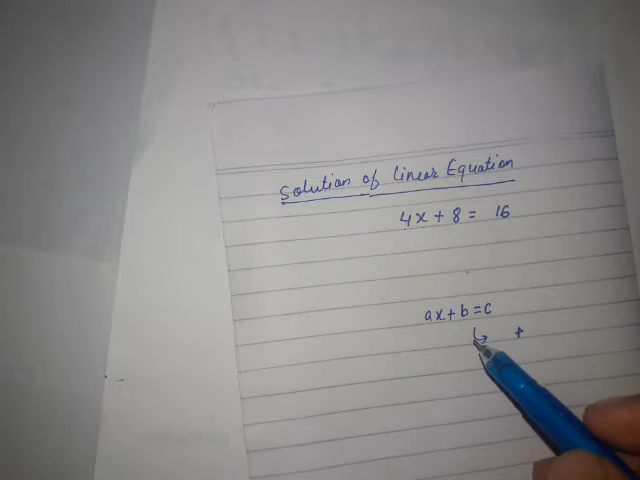 Solution of Linear Equation
4x + 8 = 16
ax + b = c
↳ +